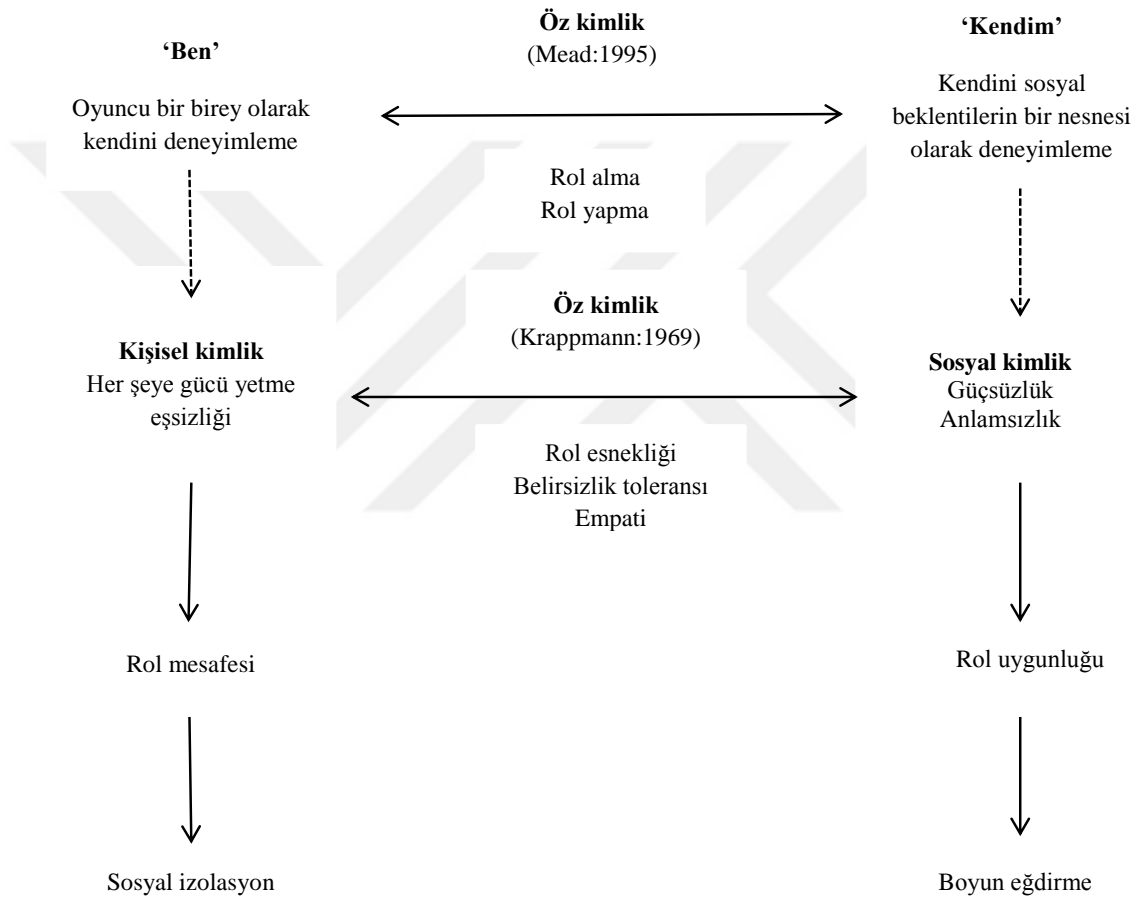 ‘Ben’
Oyuncu bir birey olarak
kendini deneyimleme
Öz kimlik
(Mead:1995)
Rol alma
Rol yapma
‘Kendim’
Kendini sosyal
beklentilerin bir nesnesi
olarak deneyimleme
Kişisel kimlik
Her şeye gücü yetme
eşsizliği
Öz kimlik
(Krappmann:1969)
Rol esnekliği
Belirsizlik toleransı
Empati
Sosyal kimlik
Güçsüzlük
Anlamsızlık
Rol mesafesi
Rol uygunluğu
Sosyal izolasyon
Boyun eğdirme